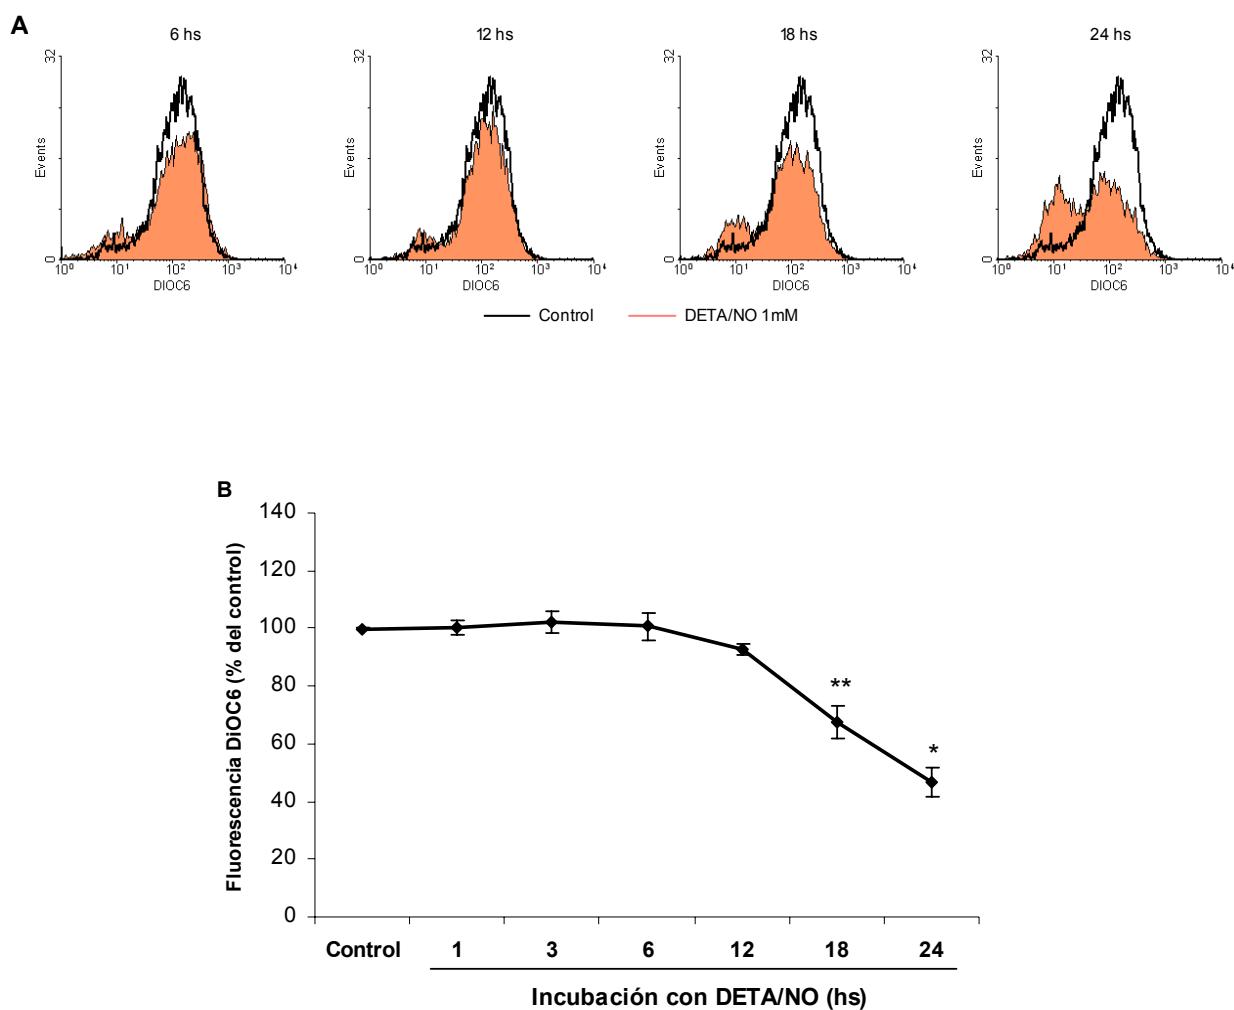 A
6 hs
12 hs
18 hs
24 hs
32
Events
0
10⁰ 10¹ 10² 10³ 10⁴
DIOC6
32
Events
0
10⁰ 10¹ 10² 10³ 10⁴
DIOC6
32
Events
0
10⁰ 10¹ 10² 10³ 10⁴
DIOC6
32
Events
0
10⁰ 10¹ 10² 10³ 10⁴
DIOC6
Control
DETA/NO 1mM
B
Fluorescencia DiOC6 (% del control)
140
120
100
80
60
40
20
0
**
*
Control 1 3 6 12 18 24
Incubación con DETA/NO (hs)